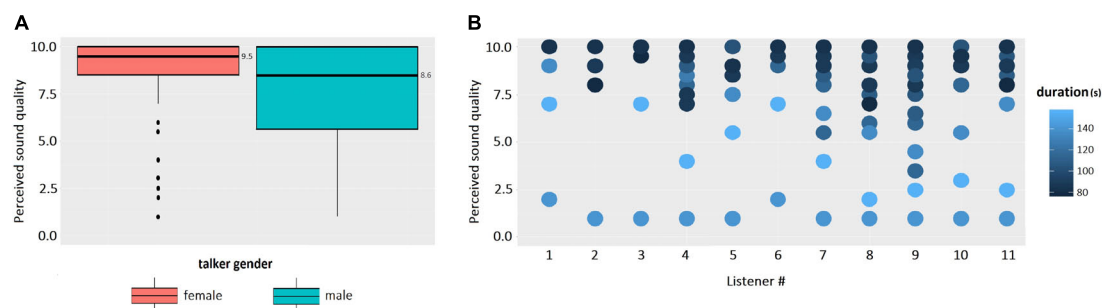 A
Perceived sound quality
10.0
7.5
5.0
2.5
0.0
9.5
8.6
talker gender
female
male
B
Perceived sound quality
10.0
7.5
5.0
2.5
0.0
1 2 3 4 5 6 7 8 9 10 11
Listener #
duration(s)
140
120
100
80